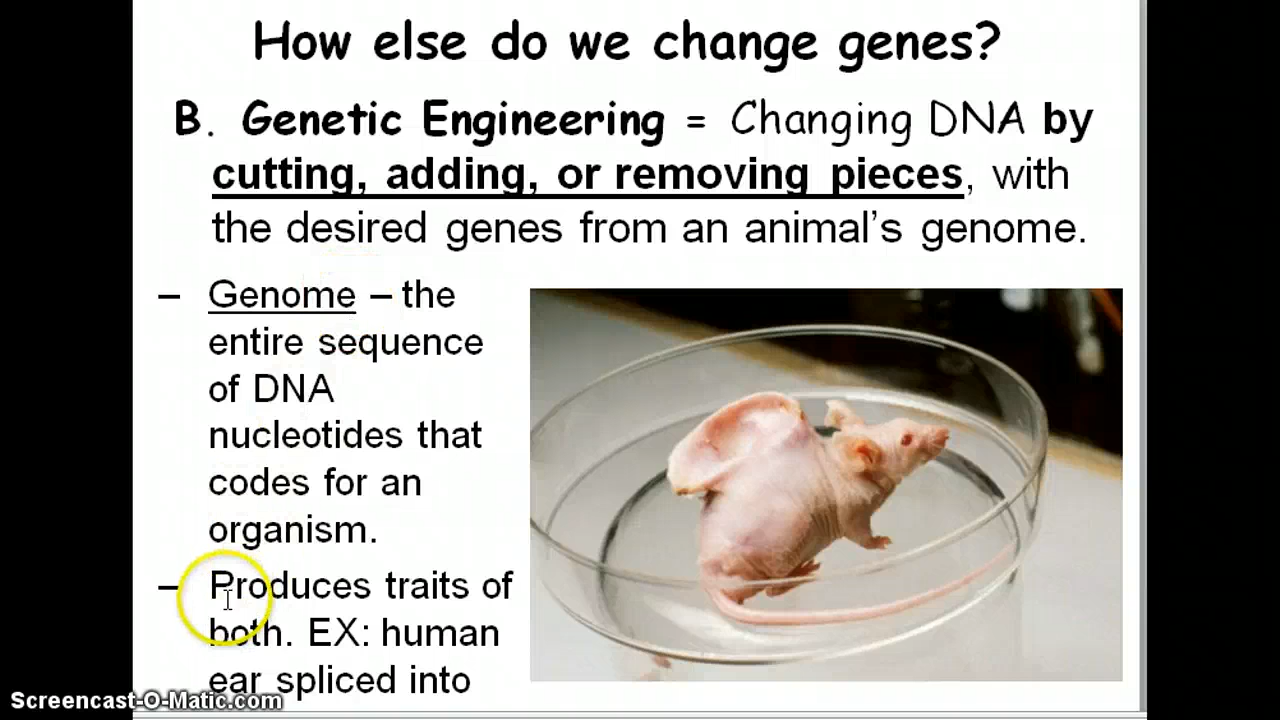 How else do we change genes?
B. Genetic Engineering = Changing DNA by
cutting, adding, or removing pieces, with
the desired genes from an animal's genome.
– Genome – the
entire sequence
of DNA
nucleotides that
codes for an
organism.
– Produces traits of
both. EX: human
ear spliced into
Screencast-O-Matic.com